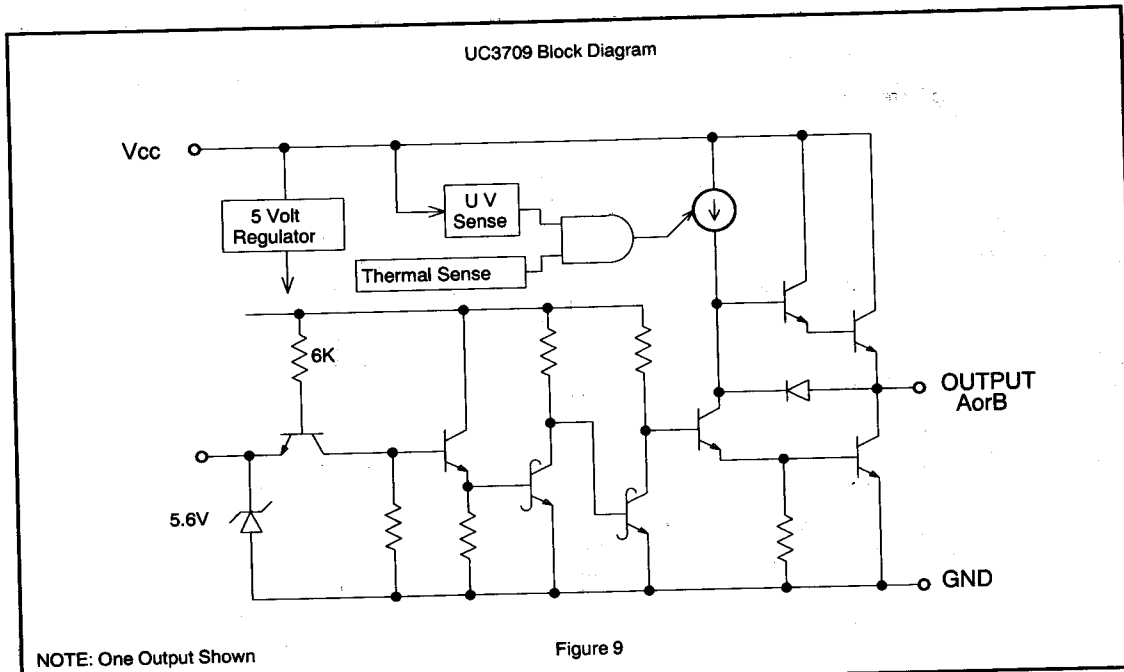 UC3709 Block Diagram
Vcc
5 Volt
Regulator
U V
Sense
Thermal Sense
6K
5.6V
OUTPUT
AorB
GND
NOTE: One Output Shown
Figure 9